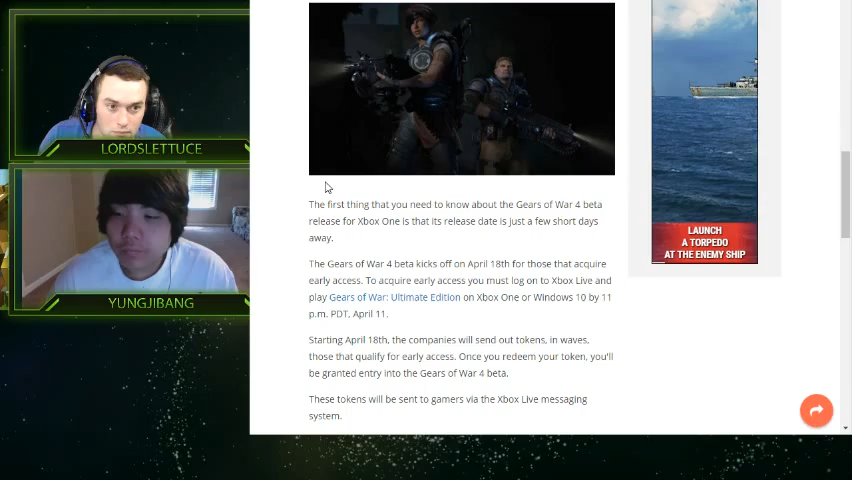 LORDSLETTUCE
YUNGJIBANG
The first thing that you need to know about the Gears of War 4 beta
release for Xbox One is that its release date is just a few short days
away.
The Gears of War 4 beta kicks off on April 18th for those that acquire
early access. To acquire early access you must log on to Xbox Live and
play Gears of War: Ultimate Edition on Xbox One or Windows 10 by 11
p.m. PDT, April 11.
Starting April 18th, the companies will send out tokens, in waves,
those that qualify for early access. Once you redeem your token, you'll
be granted entry into the Gears of War 4 beta.
These tokens will be sent to gamers via the Xbox Live messaging
system.
LAUNCH
A TORPEDO
AT THE ENEMY SHIP